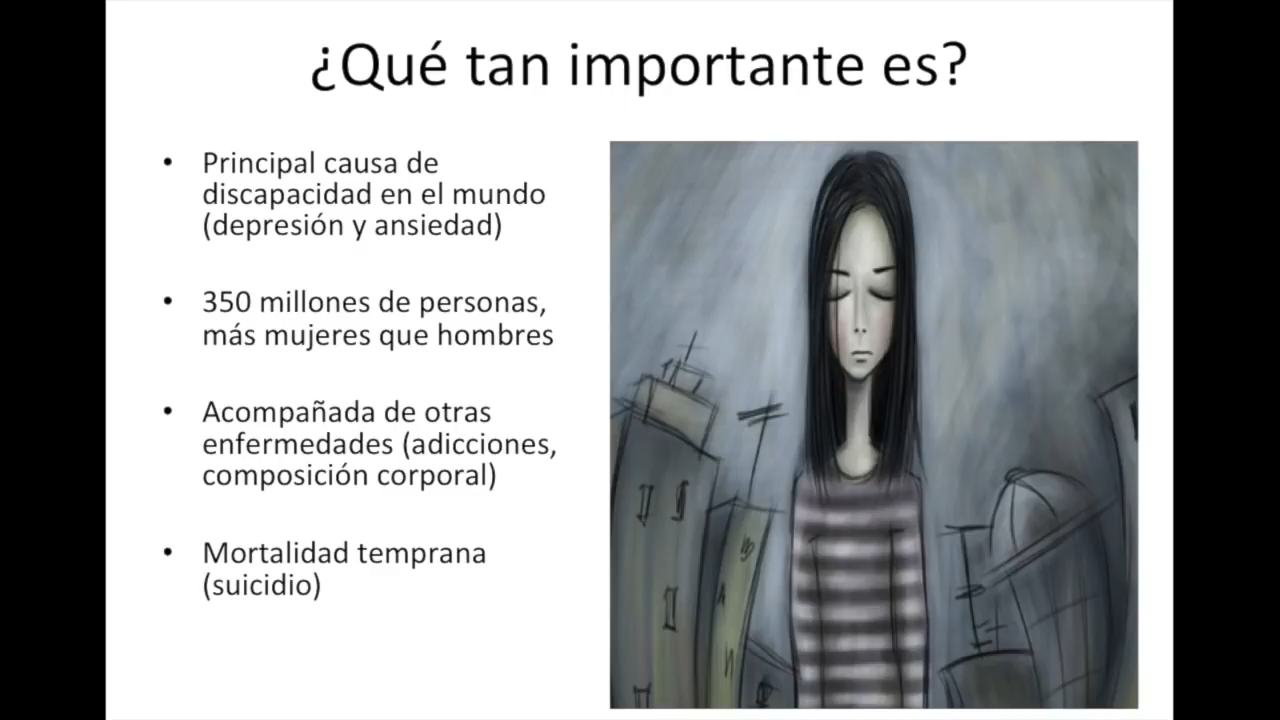 ¿Qué tan importante es?
• Principal causa de
discapacidad en el mundo
(depresión y ansiedad)
• 350 millones de personas,
más mujeres que hombres
• Acompañada de otras
enfermedades (adicciones,
composición corporal)
• Mortalidad temprana
(suicidio)